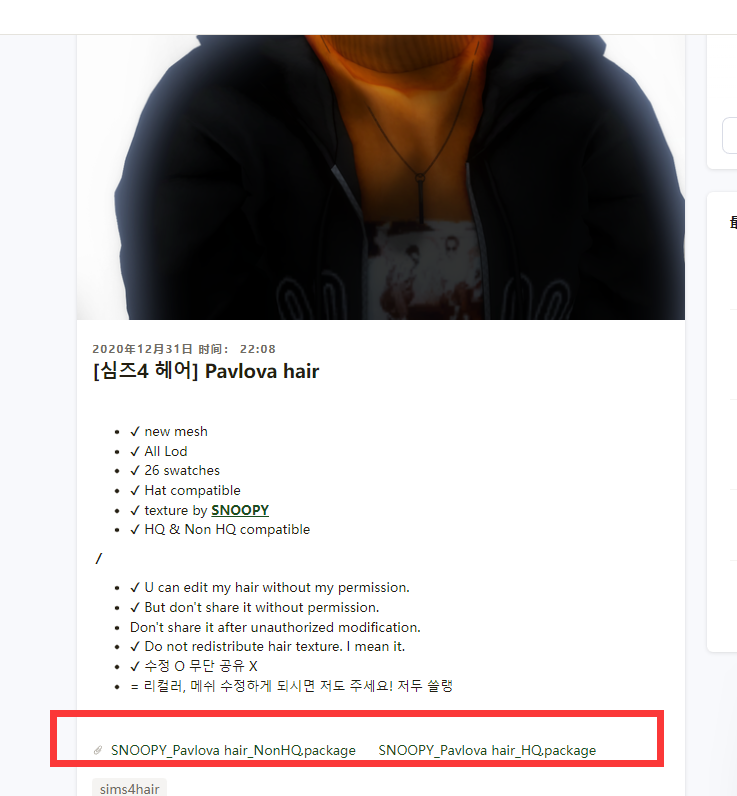 2020年12月31日 时间： 22:08
[심즈4 헤어] Pavlova hair
• ✓ new mesh
• ✓ All Lod
• ✓ 26 swatches
• ✓ Hat compatible
• ✓ texture by SNOOPY
• ✓ HQ & Non HQ compatible
/
• ✓ U can edit my hair without my permission.
• ✓ But don't share it without permission.
• Don't share it after unauthorized modification.
• ✓ Do not redistribute hair texture. I mean it.
• ✓ 수정 O 무단 공유 X
• = 리컬러, 메쉬 수정하게 되시면 저도 주세요! 저두 쓸랭
SNOOPY_Pavlova hair_NonHQ.package SNOOPY_Pavlova hair_HQ.package
sims4hair